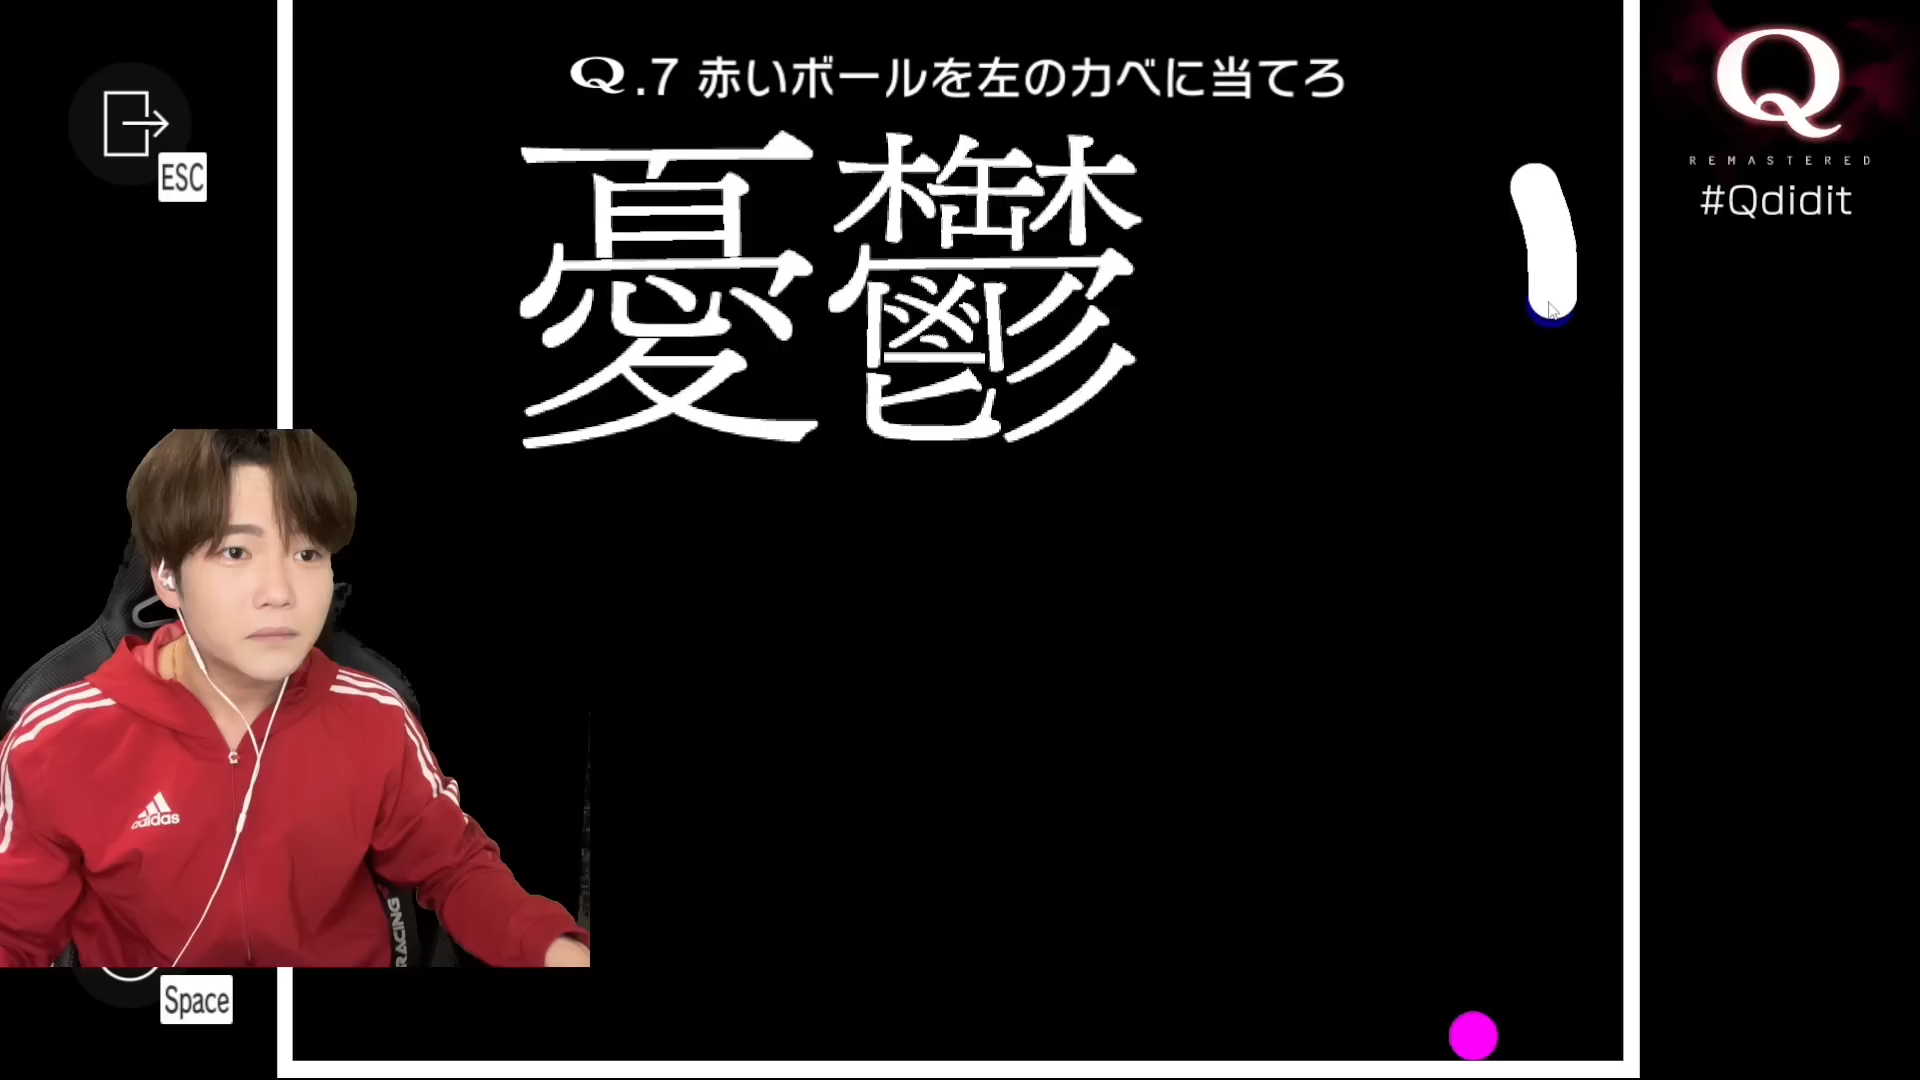 Q.7 赤いボールを左のカベに当てろ
憂鬱
ESC
Q
REMASTERED
#Qdidit
adidas
RACING
Space